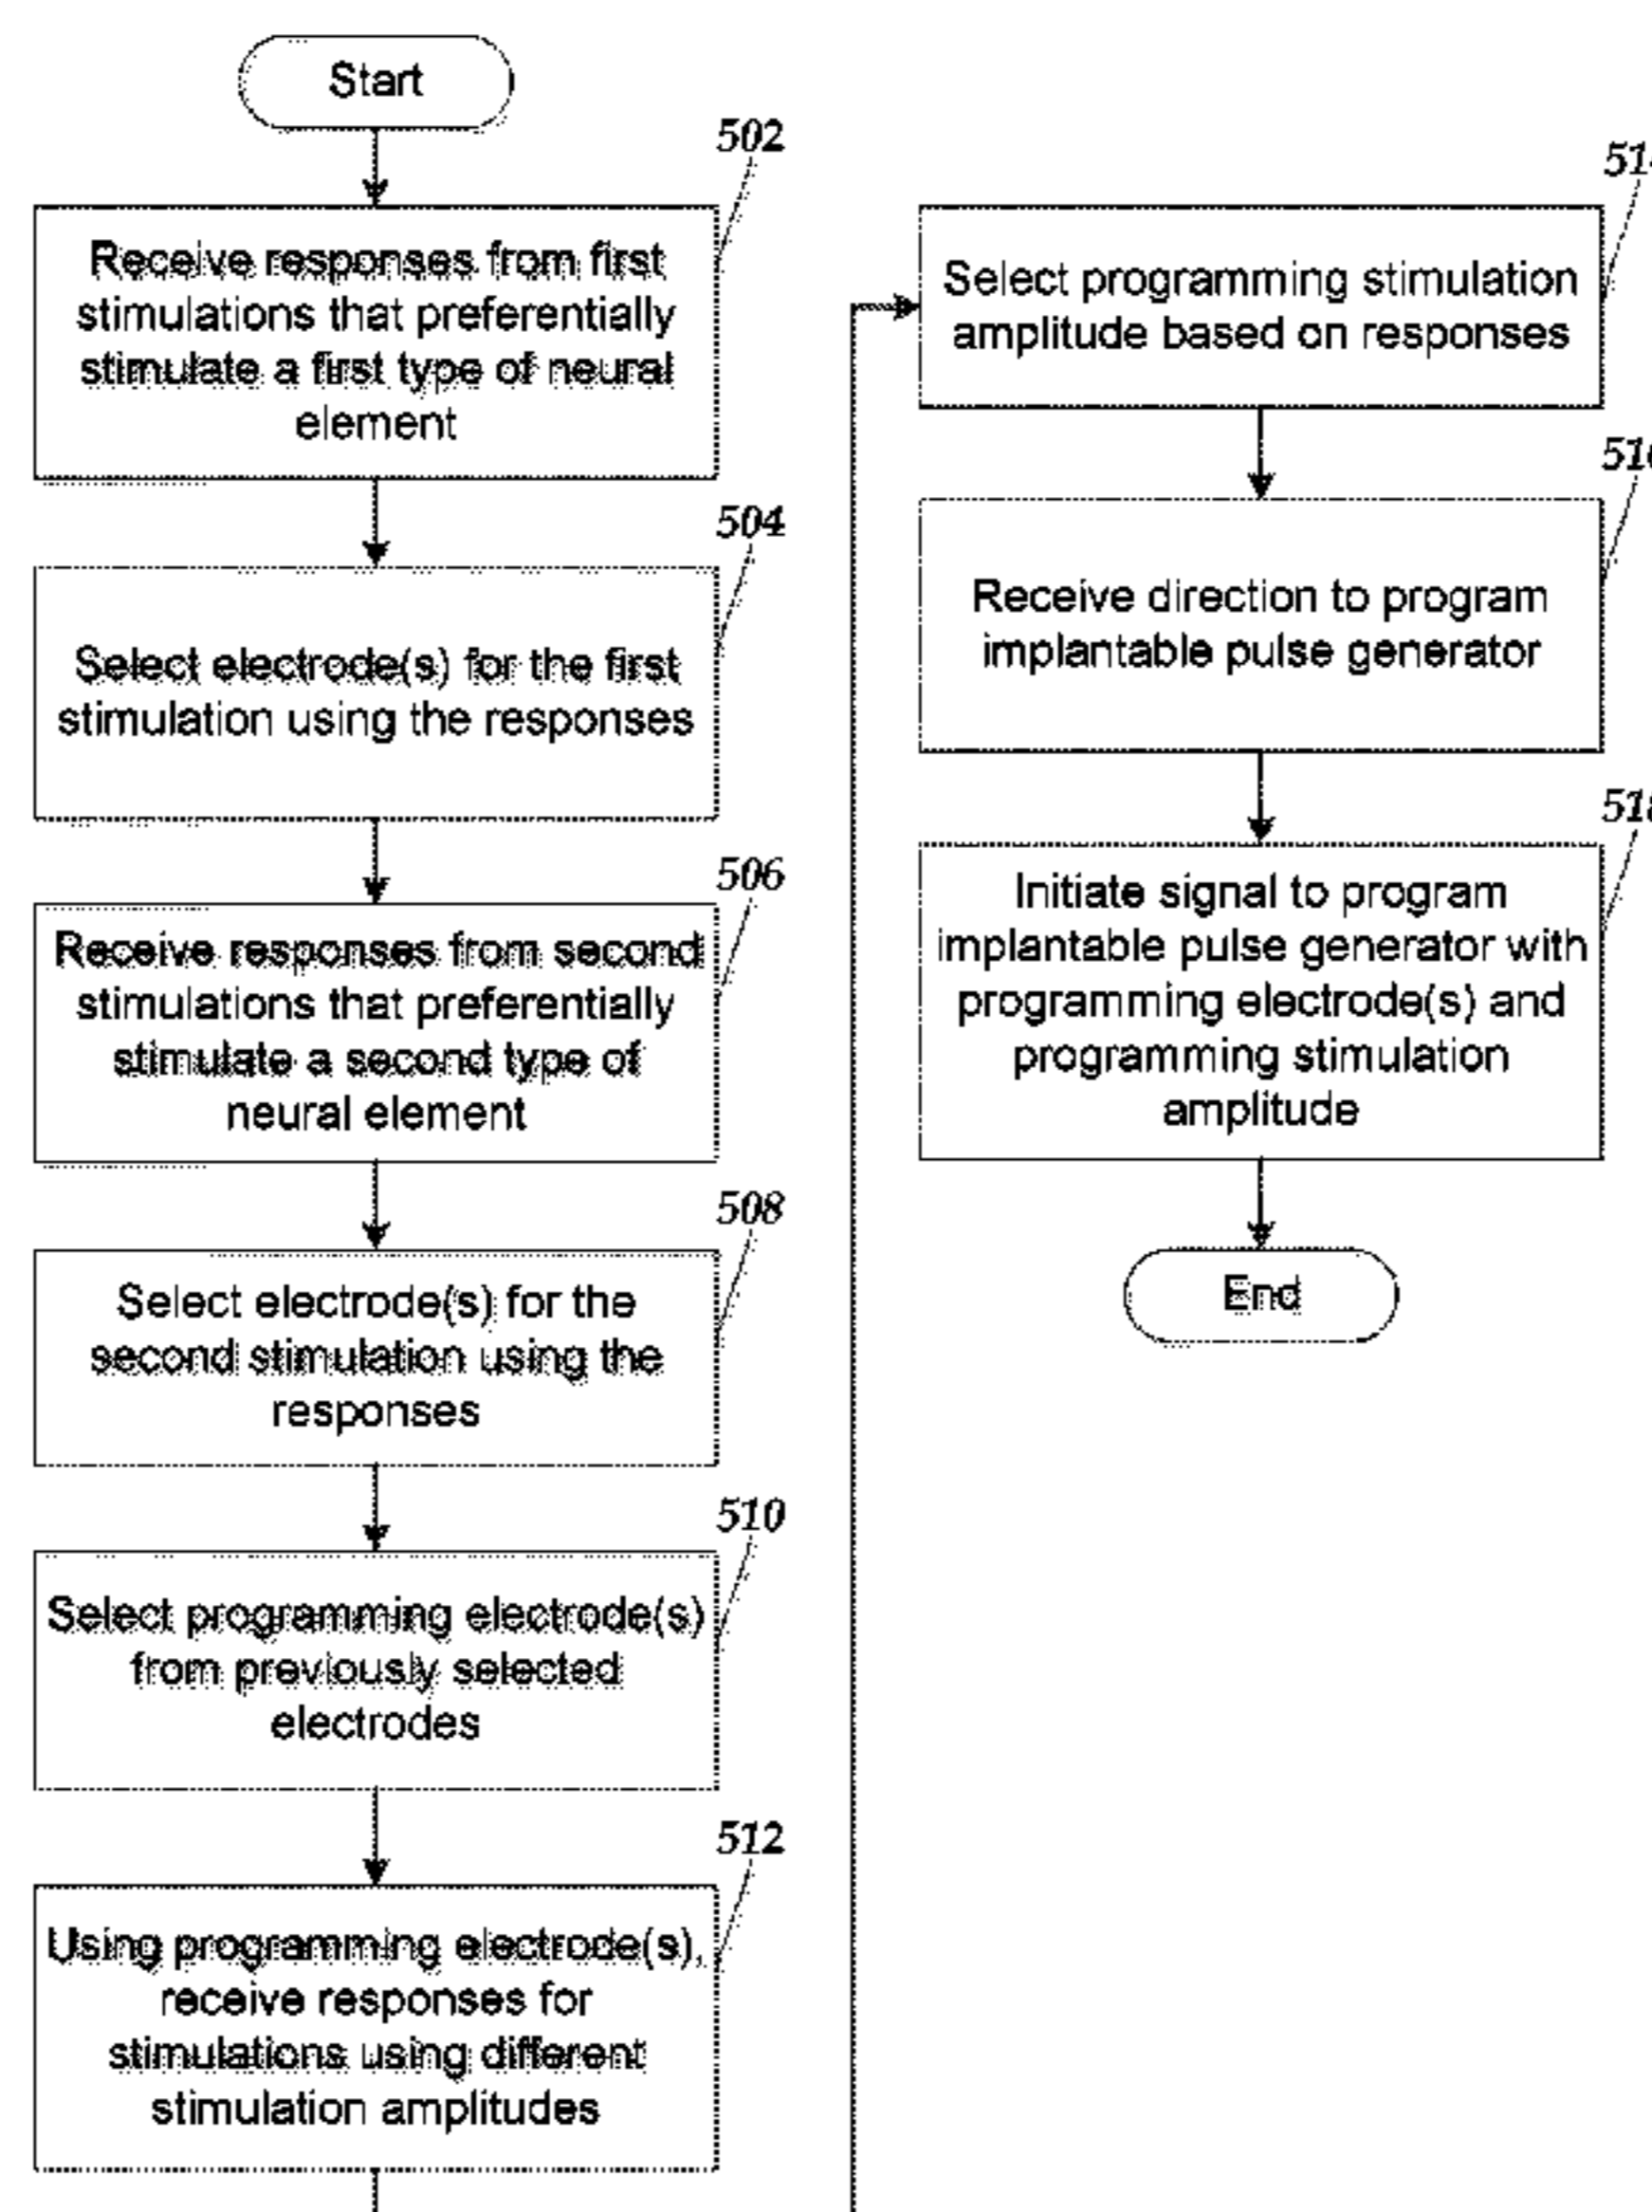 Start
502
Receive responses from first
stimulations that preferentially
stimulate a first type of neural
element
504
Select electrode(s) for the first
stimulation using the responses
506
Receive responses from second
stimulations that preferentially
stimulate a second type of
neural element
508
Select electrode(s) for the
second stimulation using the
responses
510
Select programming electrode(s)
from previously selected
electrodes
512
Using programming electrode(s),
receive responses for
stimulations using different
stimulation amplitudes
514
Select programming stimulation
amplitude based on responses
516
Receive direction to program
implantable pulse generator
518
Initiate signal to program
implantable pulse generator with
programming electrode(s) and
programming stimulation
amplitude
End